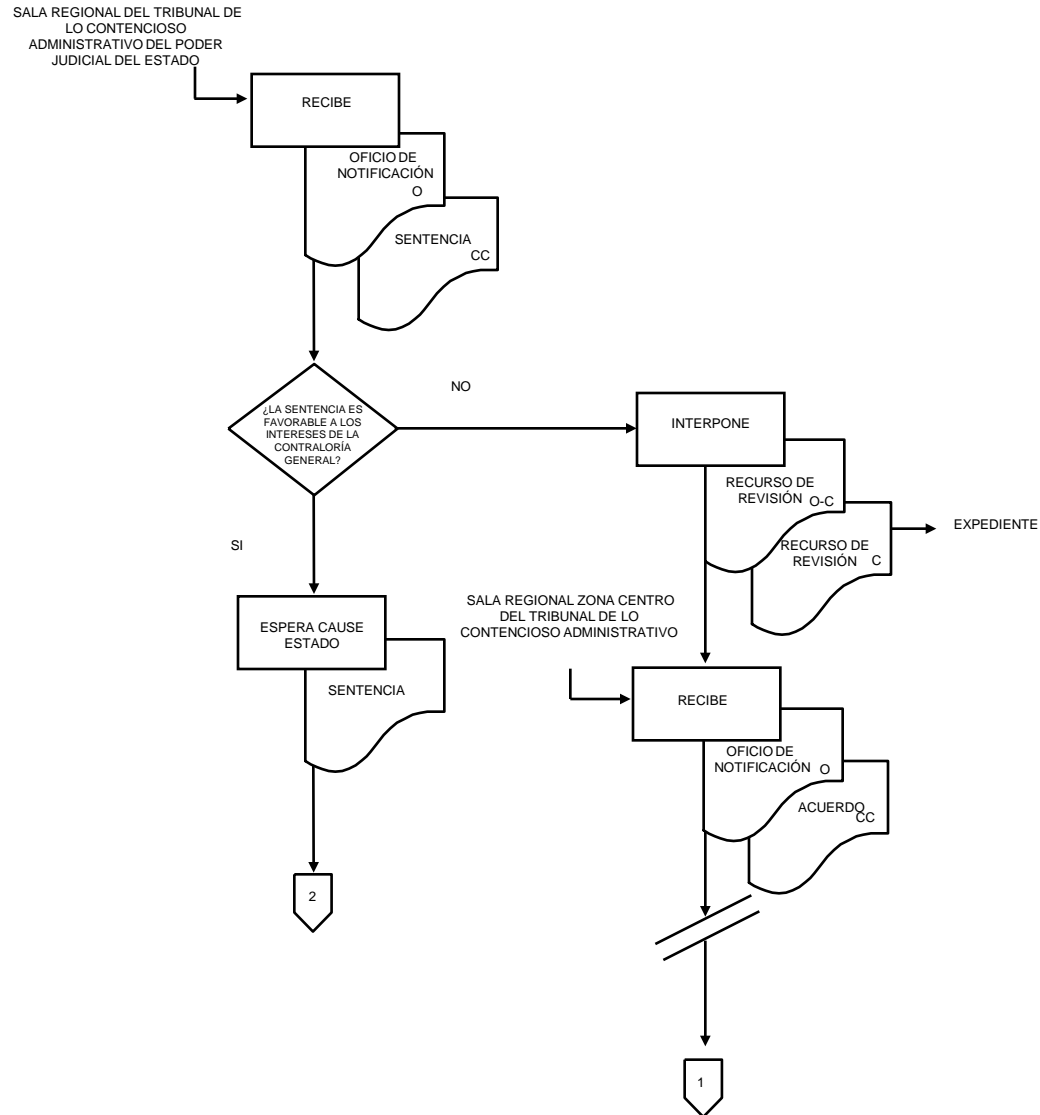 SALA REGIONAL DEL TRIBUNAL DE
LO CONTENCIOSO
ADMINISTRATIVO DEL PODER
JUDICIAL DEL ESTADO
RECIBE
OFICIO DE
NOTIFICACIÓN
O
SENTENCIA
CC
¿LA SENTENCIA ES
FAVORABLE A LOS
INTERESES DE LA
CONTRALORÍA
GENERAL?
NO
INTERPONE
RECURSO DE
REVISIÓN O-C
RECURSO DE
REVISIÓN C
EXPEDIENTE
SI
ESPERA CAUSE
ESTADO
SENTENCIA
2
SALA REGIONAL ZONA CENTRO
DEL TRIBUNAL DE LO
CONTENCIOSO ADMINISTRATIVO
RECIBE
OFICIO DE
NOTIFICACIÓN O
ACUERDO
CC
1